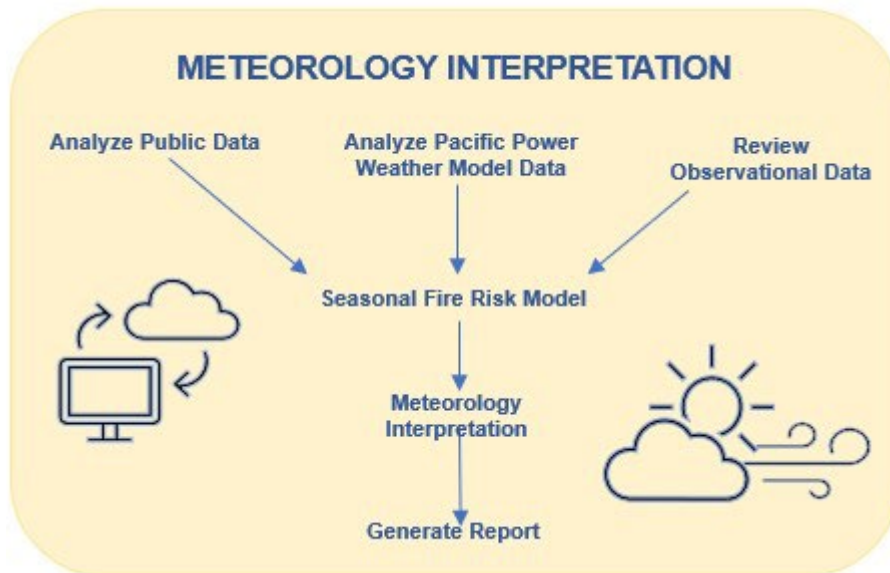 METEOROLOGY INTERPRETATION
Analyze Public Data
Analyze Pacific Power
Weather Model Data
Review
Observational Data
Seasonal Fire Risk Model
Meteorology
Interpretation
Generate Report